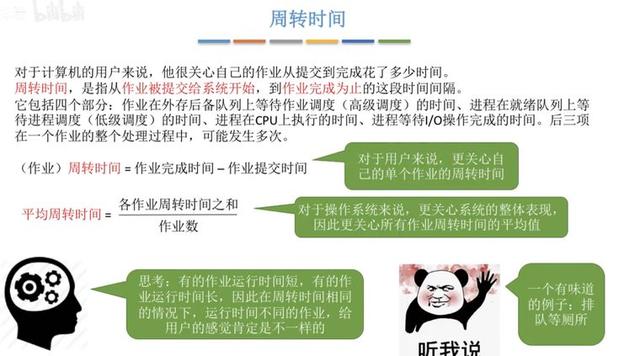 bilibili
周转时间
对于计算机的用户来说，他很关心自己的作业从提交到完成花了多少时间。
周转时间，是指从作业被提交给系统开始，到作业完成为止的这段时间间隔。
它包括四个部分：作业在外存后备队列上等待作业调度（高级调度）的时间、进程在就绪队列上等
待进程调度（低级调度）的时间、进程在CPU上执行的时间、进程等待I/O操作完成的时间。后三项
在一个作业的整个处理过程中，可能发生多次。
（作业）周转时间 = 作业完成时间 – 作业提交时间
对于用户来说，更关心自
己的单个作业的周转时间
平均周转时间 =
各作业周转时间之和
作业数
对于操作系统来说，更关心系统的整体表现，
因此更关心所有作业周转时间的平均值
思考：有的作业运行时间短，有的作
业运行时间长，因此在周转时间相同
的情况下，运行时间不同的作业，给
用户的感觉肯定是不一样的
听我说
一个有味道
的例子：排
队等厕所